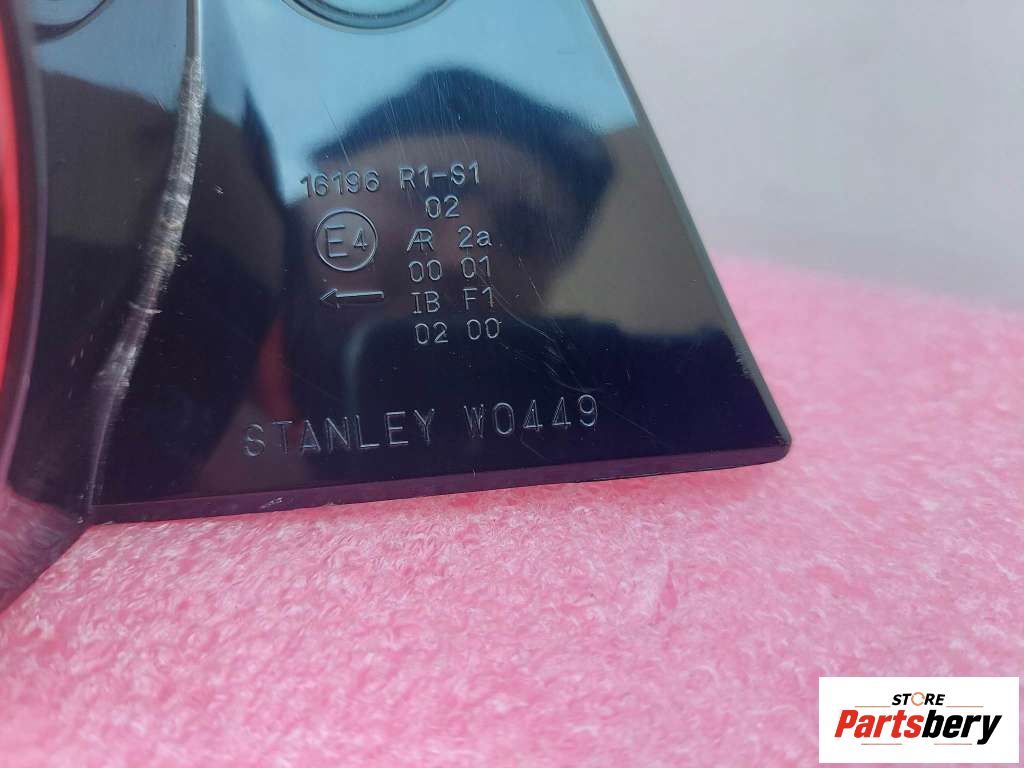 16196 R1-S1
02
E4 AR 2a
00 01
← IB F1
02 00
STANLEY W0449
STORE
Partsbery